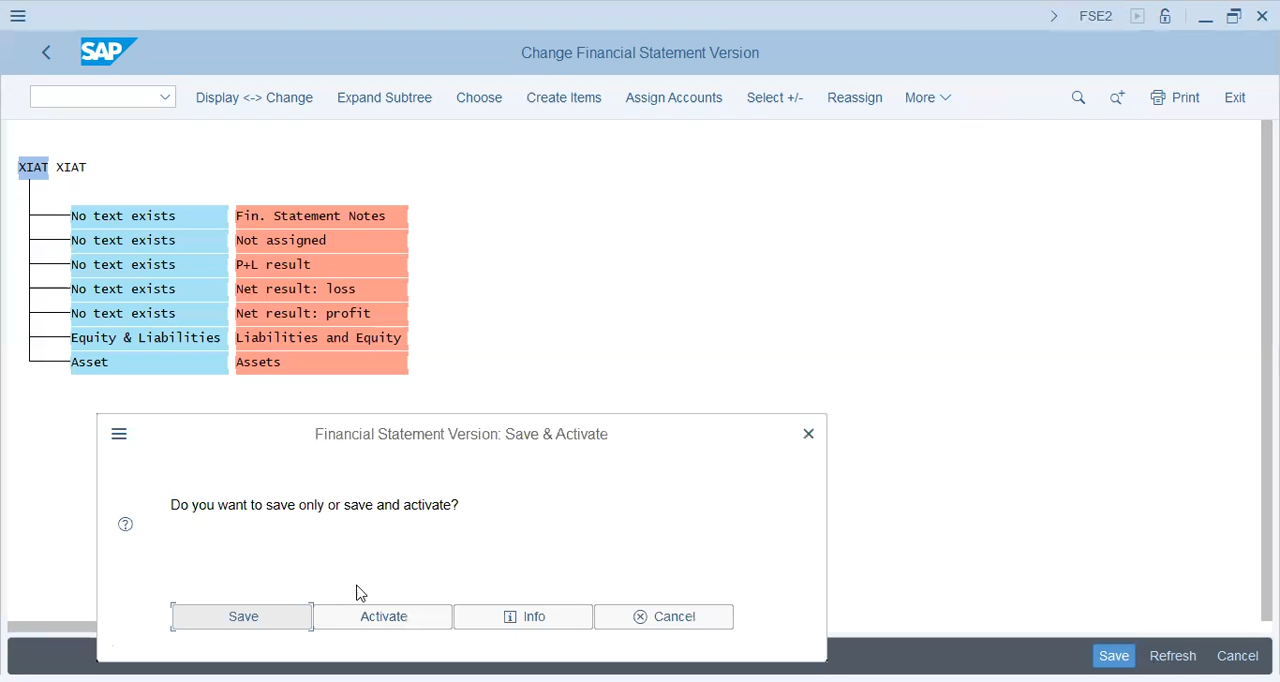 FSE2
SAP
Change Financial Statement Version
Display <-> Change Expand Subtree Choose Create Items Assign Accounts Select +/- Reassign More Print Exit
XIAT XIAT
No text exists Fin. Statement Notes
No text exists Not assigned
No text exists P+L result
No text exists Net result: loss
No text exists Net result: profit
Equity & Liabilities Liabilities and Equity
Asset Assets
Financial Statement Version: Save & Activate
Do you want to save only or save and activate?
Save Activate Info Cancel
Save Refresh Cancel